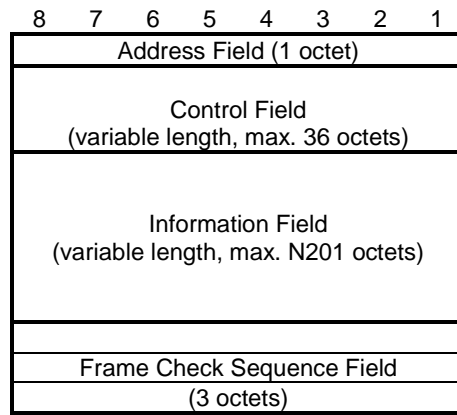 8 7 6 5 4 3 2 1
Address Field (1 octet)
Control Field
(variable length, max. 36 octets)
Information Field
(variable length, max. N201 octets)
Frame Check Sequence Field
(3 octets)